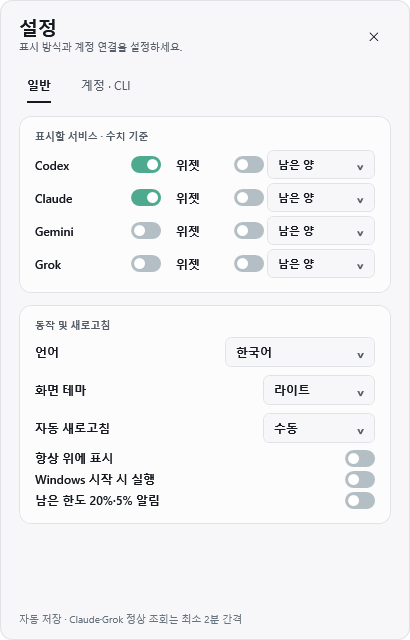 설정
표시 방식과 계정 연결을 설정하세요.
일반 계정 · CLI
표시할 서비스 · 수치 기준
Codex 위젯 남은 양
Claude 위젯 남은 양
Gemini 위젯 남은 양
Grok 위젯 남은 양
동작 및 새로고침
언어 한국어
화면 테마 라이트
자동 새로고침 수동
항상 위에 표시
Windows 시작 시 실행
남은 한도 20%·5% 알림
자동 저장 · Claude·Grok 정상 조회는 최소 2분 간격